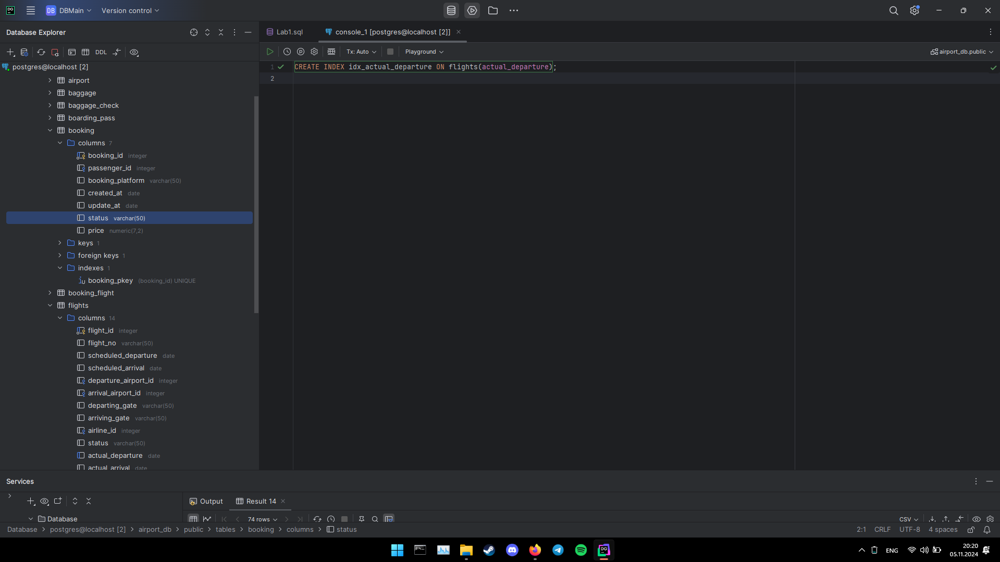 DB DBMain Version control
Database Explorer
Lab1.sql console_1 [postgres@localhost [2]]
DDL
Tx: Auto Playground airport_db.public
postgres@localhost [2]
1 CREATE INDEX idx_actual_departure ON flights(actual_departure);
2
airport
baggage
baggage_check
boarding_pass
booking
columns 7
booking_id integer
passenger_id integer
booking_platform varchar(50)
created_at date
update_at date
status varchar(50)
price numeric(7,2)
keys 1
foreign keys 1
indexes 1
booking_pkey (booking_id) UNIQUE
booking_flight
flights
columns 14
flight_id integer
flight_no varchar(50)
scheduled_departure date
scheduled_arrival date
departure_airport_id integer
arrival_airport_id integer
departing_gate varchar(50)
arriving_gate varchar(50)
airline_id integer
status varchar(50)
actual_departure date
actual_arrival date
Services
Output Result 14
Database
74 rows CSV
Database postgres@localhost [2] airport_db public tables booking columns status
2:1 CRLF UTF-8 4 spaces
ENG
20:20
05.11.2024